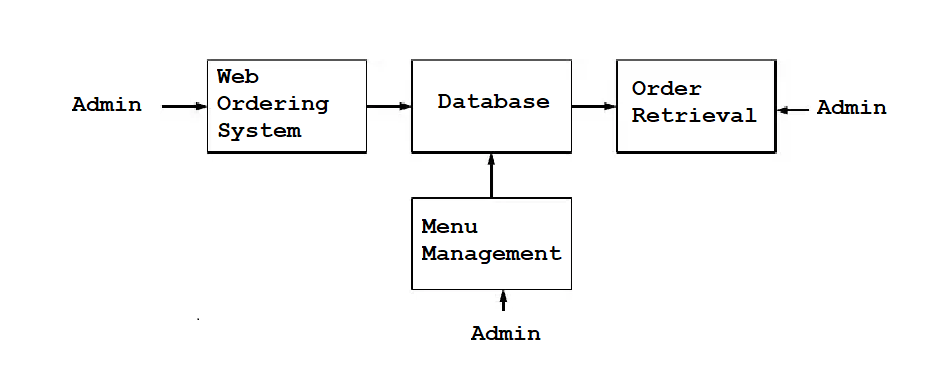 Admin
Web
Ordering
System
Database
Order
Retrieval
Admin
Menu
Management
Admin